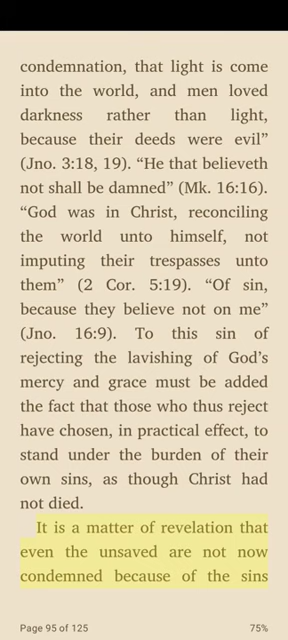 condemnation, that light is come
into the world, and men loved
darkness rather than light,
because their deeds were evil”
(Jno. 3:18, 19). “He that believeth
not shall be damned” (Mk. 16:16).
“God was in Christ, reconciling
the world unto himself, not
imputing their trespasses unto
them” (2 Cor. 5:19). “Of sin,
because they believe not on me”
(Jno. 16:9). To this sin of
rejecting the lavishing of God’s
mercy and grace must be added
the fact that those who thus reject
have chosen, in practical effect, to
stand under the burden of their
own sins, as though Christ had
not died.
It is a matter of revelation that
even the unsaved are not now
condemned because of the sins
Page 95 of 125 75%